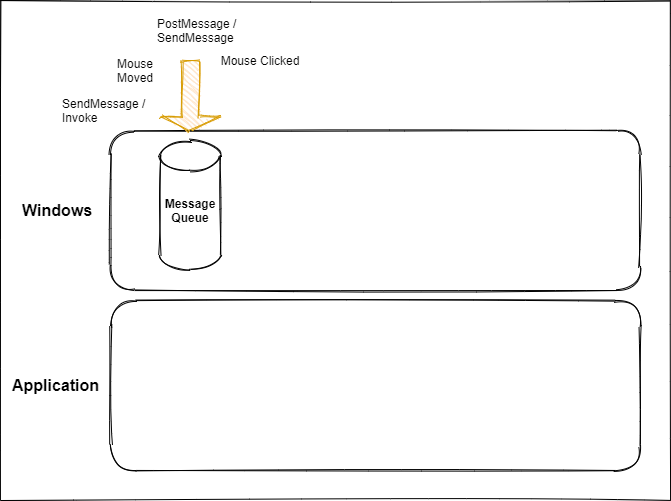 PostMessage /
SendMessage
Mouse
Moved
Mouse Clicked
SendMessage /
Invoke
Message
Queue
Windows
Application